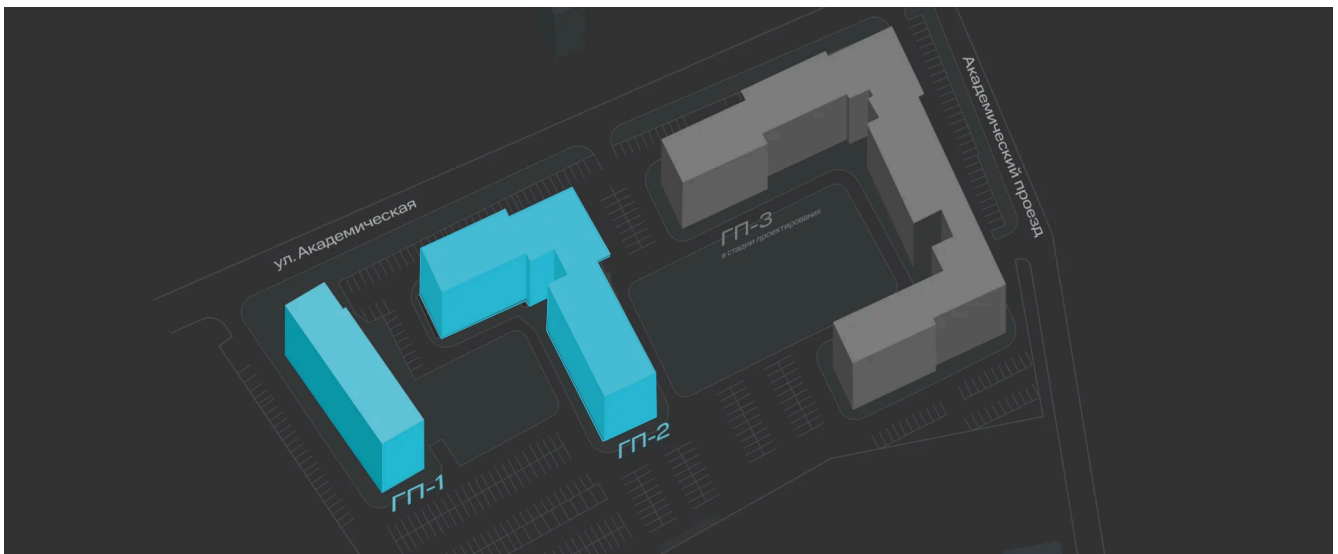 ул. Академическая
Академический проезд
ГП-3
в стадии проектирования
ГП-2
ГП-1